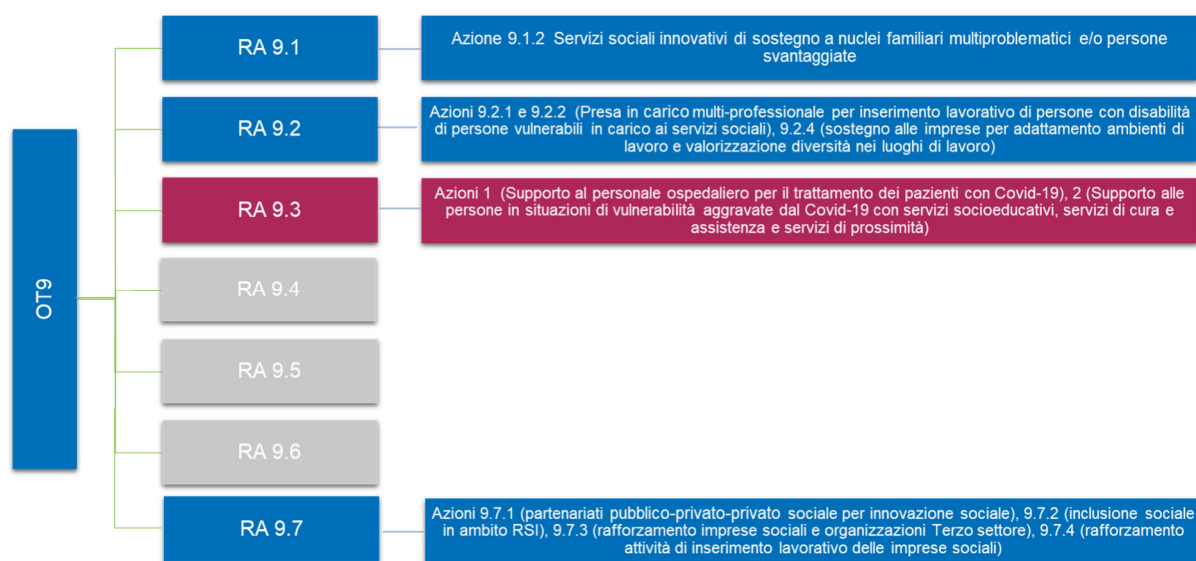 OT9
RA 9.1
Azione 9.1.2 Servizi sociali innovativi di sostegno a nuclei familiari multiproblematici e/o persone
svantaggiate
RA 9.2
Azioni 9.2.1 e 9.2.2 (Presa in carico multi-professionale per inserimento lavorativo di persone con disabilità
di persone vulnerabili in carico ai servizi sociali), 9.2.4 (sostegno alle imprese per adattamento ambienti di
lavoro e valorizzazione diversità nei luoghi di lavoro)
RA 9.3
Azioni 1 (Supporto al personale ospedaliero per il trattamento dei pazienti con Covid-19), 2 (Supporto alle
persone in situazioni di vulnerabilità aggravate dal Covid-19 con servizi socioeducativi, servizi di cura e
assistenza e servizi di prossimità)
RA 9.4
RA 9.5
RA 9.6
RA 9.7
Azioni 9.7.1 (partenariati pubblico-privato-privato sociale per innovazione sociale), 9.7.2 (inclusione sociale
in ambito RSI), 9.7.3 (rafforzamento imprese sociali e organizzazioni Terzo settore), 9.7.4 (rafforzamento
attività di inserimento lavorativo delle imprese sociali)